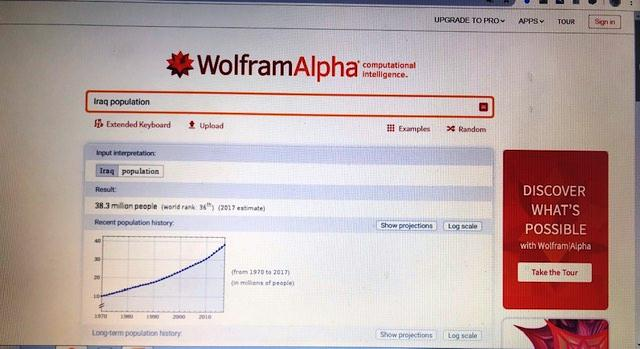 UPGRADE TO PRO APPS TOUR Sign in
WolframAlpha computational intelligence.
Iraq population
Extended Keyboard Upload Examples Random
Input interpretation:
Iraq population
Result:
38.3 million people (world rank: 36th) (2017 estimate)
Recent population history:
Show projections Log scale
40
30
20
10
1970 1980 1990 2000 2010
(from 1970 to 2017)
(in millions of people)
Long-term population history:
Show projections Log scale
DISCOVER
WHAT'S
POSSIBLE
with Wolfram|Alpha
Take the Tour